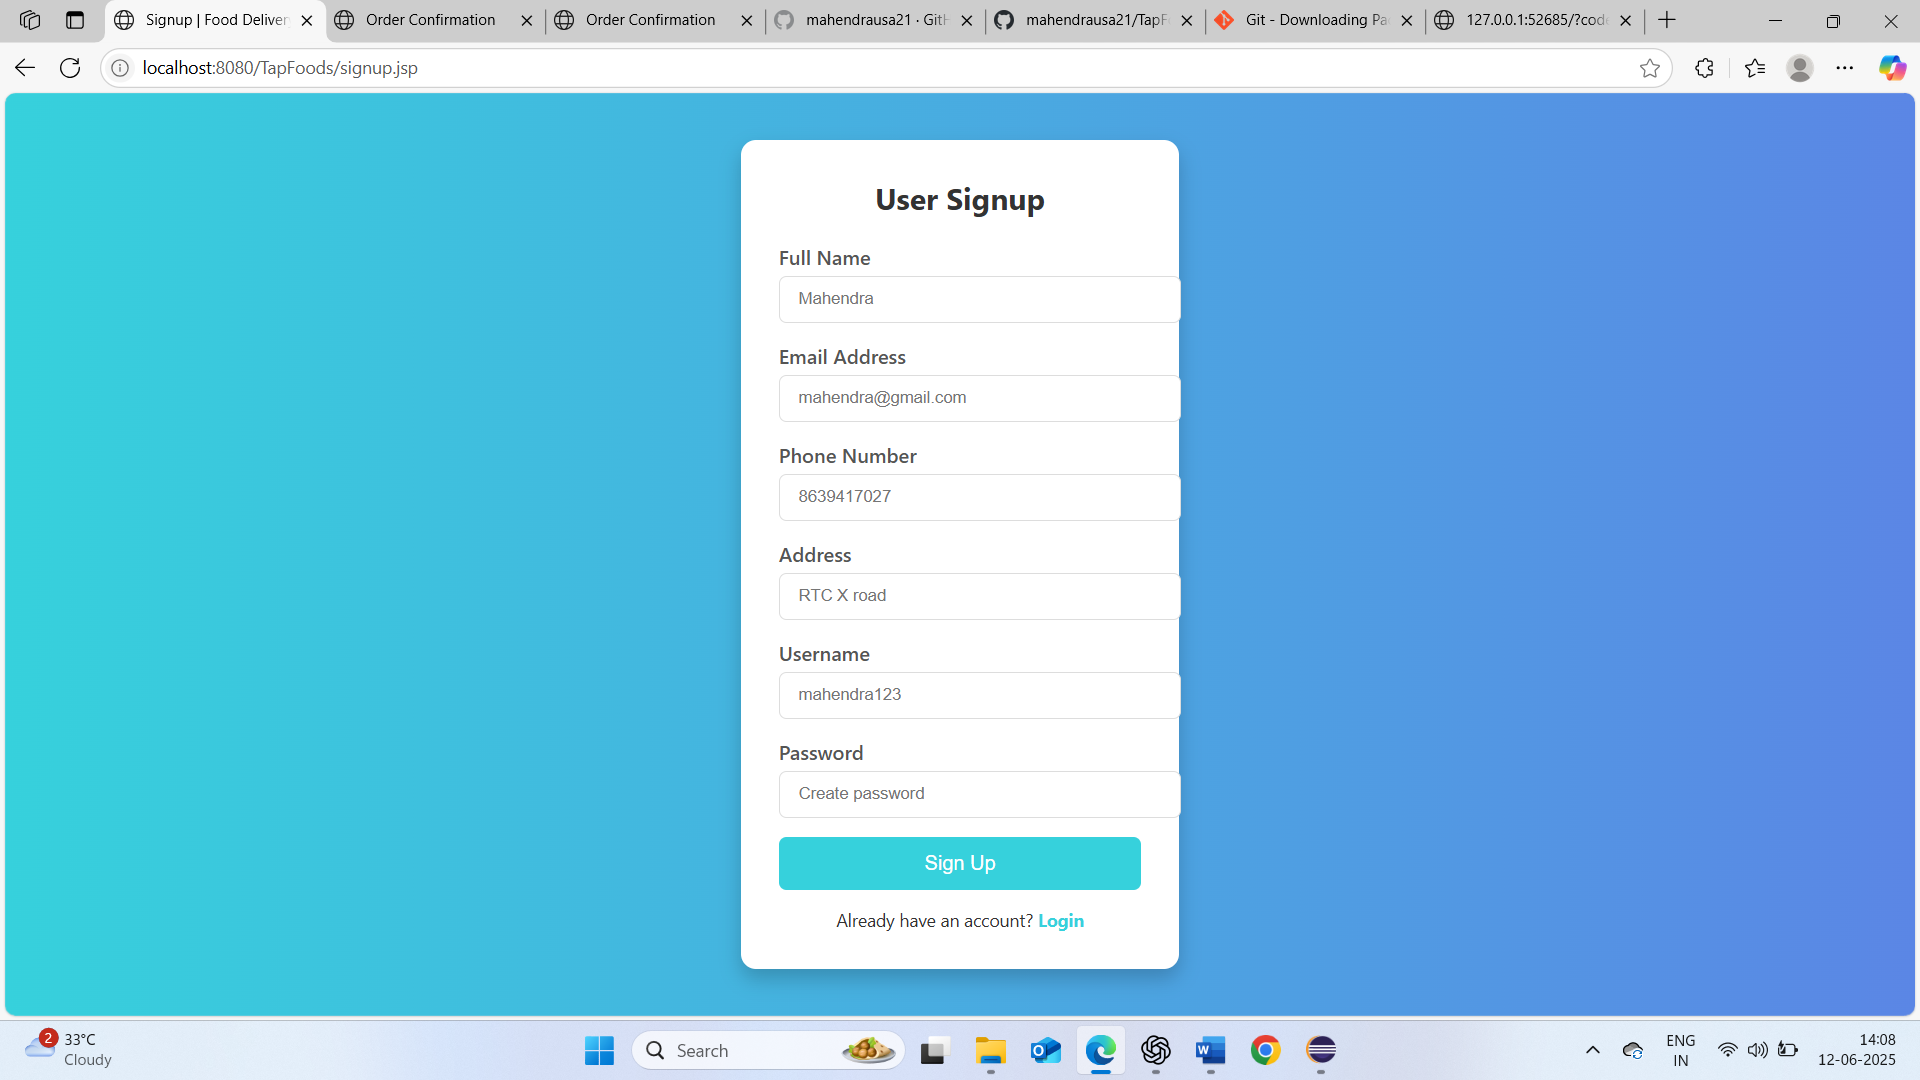 Signup | Food Deliver
Order Confirmation
Order Confirmation
mahendrausa21 · GitH
mahendrausa21/TapF
Git - Downloading Pa
127.0.0.1:52685/?code
localhost:8080/TapFoods/signup.jsp
User Signup
Full Name
Mahendra
Email Address
mahendra@gmail.com
Phone Number
8639417027
Address
RTC X road
Username
mahendra123
Password
Create password
Sign Up
Already have an account? Login
2
33°C
Cloudy
Search
ENG
IN
14:08
12-06-2025